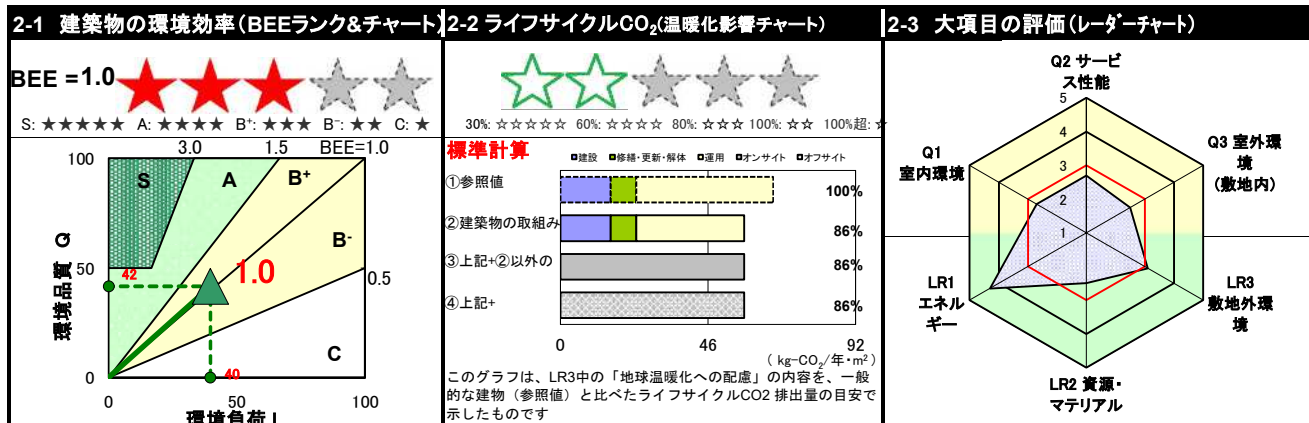 2-1 建築物の環境効率(BEEランク&チャート)
BEE = 1.0
S: ★★★★★ A: ★★★★ B+: ★★★ B-: ★★ C: ★
3.0 1.5 BEE=1.0
100
S A B+
B-
50
42
1.0
0.5
C
0
40
0 50 100
環境品質 Q
環境負荷 L
2-2 ライフサイクルCO2(温暖化影響チャート)
30%: ☆☆☆☆☆ 60%: ☆☆☆☆ 80%: ☆☆☆ 100%: ☆☆ 100%超: ☆
標準計算
建設 修繕・更新・解体 運用 オンサイト オフサイト
①参照値 100%
②建築物の取組み 86%
③上記+②以外の 86%
④上記+ 86%
0 46 92
( kg-CO2/年・m²)
このグラフは、LR3中の「地球温暖化への配慮」の内容を、一般
的な建物(参照値)と比べたライフサイクルCO2 排出量の目安で
示したものです
2-3 大項目の評価(レーダーチャート)
Q2 サービ
ス性能
5
4
3
2
1
Q1
室内環境
Q3 室外環
境
(敷地内)
LR1
エネル
ギー
LR3
敷地外環
境
LR2 資源・
マテリアル